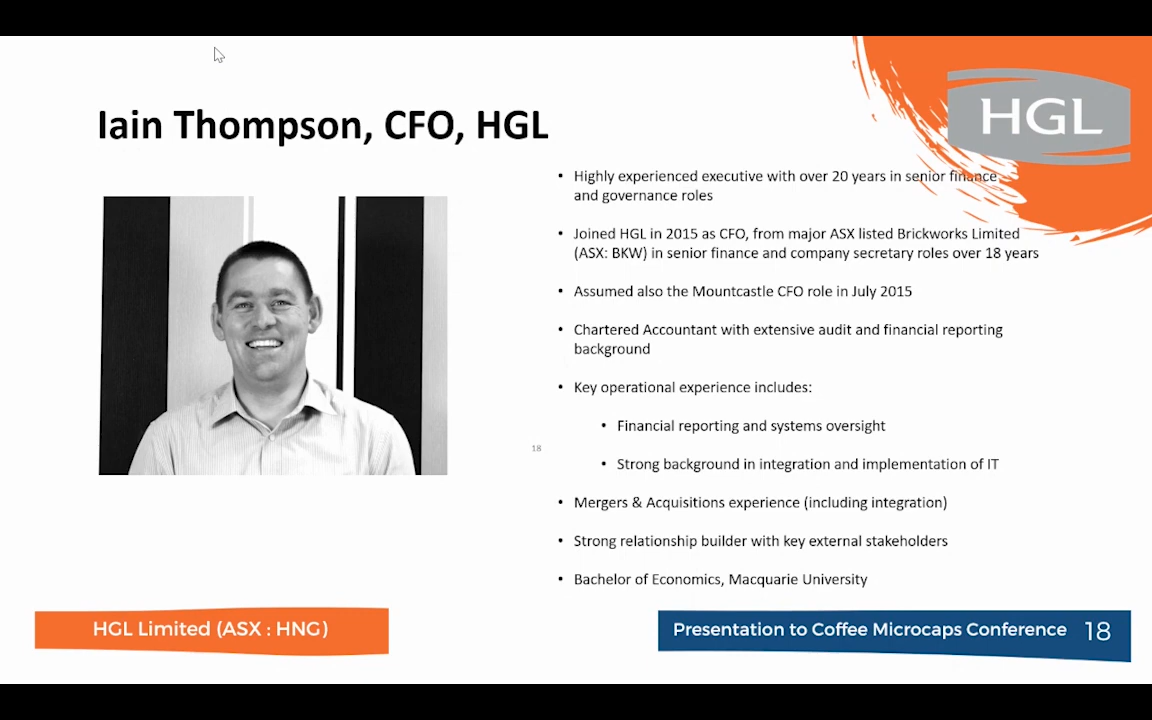 Iain Thompson, CFO, HGL
HGL
• Highly experienced executive with over 20 years in senior finance
and governance roles
• Joined HGL in 2015 as CFO, from major ASX listed Brickworks Limited
(ASX: BKW) in senior finance and company secretary roles over 18 years
• Assumed also the Mountcastle CFO role in July 2015
• Chartered Accountant with extensive audit and financial reporting
background
• Key operational experience includes:
• Financial reporting and systems oversight
18
• Strong background in integration and implementation of IT
• Mergers & Acquisitions experience (including integration)
• Strong relationship builder with key external stakeholders
• Bachelor of Economics, Macquarie University
HGL Limited (ASX : HNG)
Presentation to Coffee Microcaps Conference 18